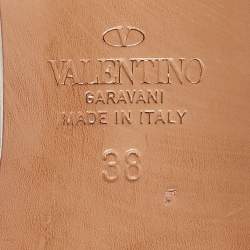 VALENTINO
GARAVANI
MADE IN ITALY
38